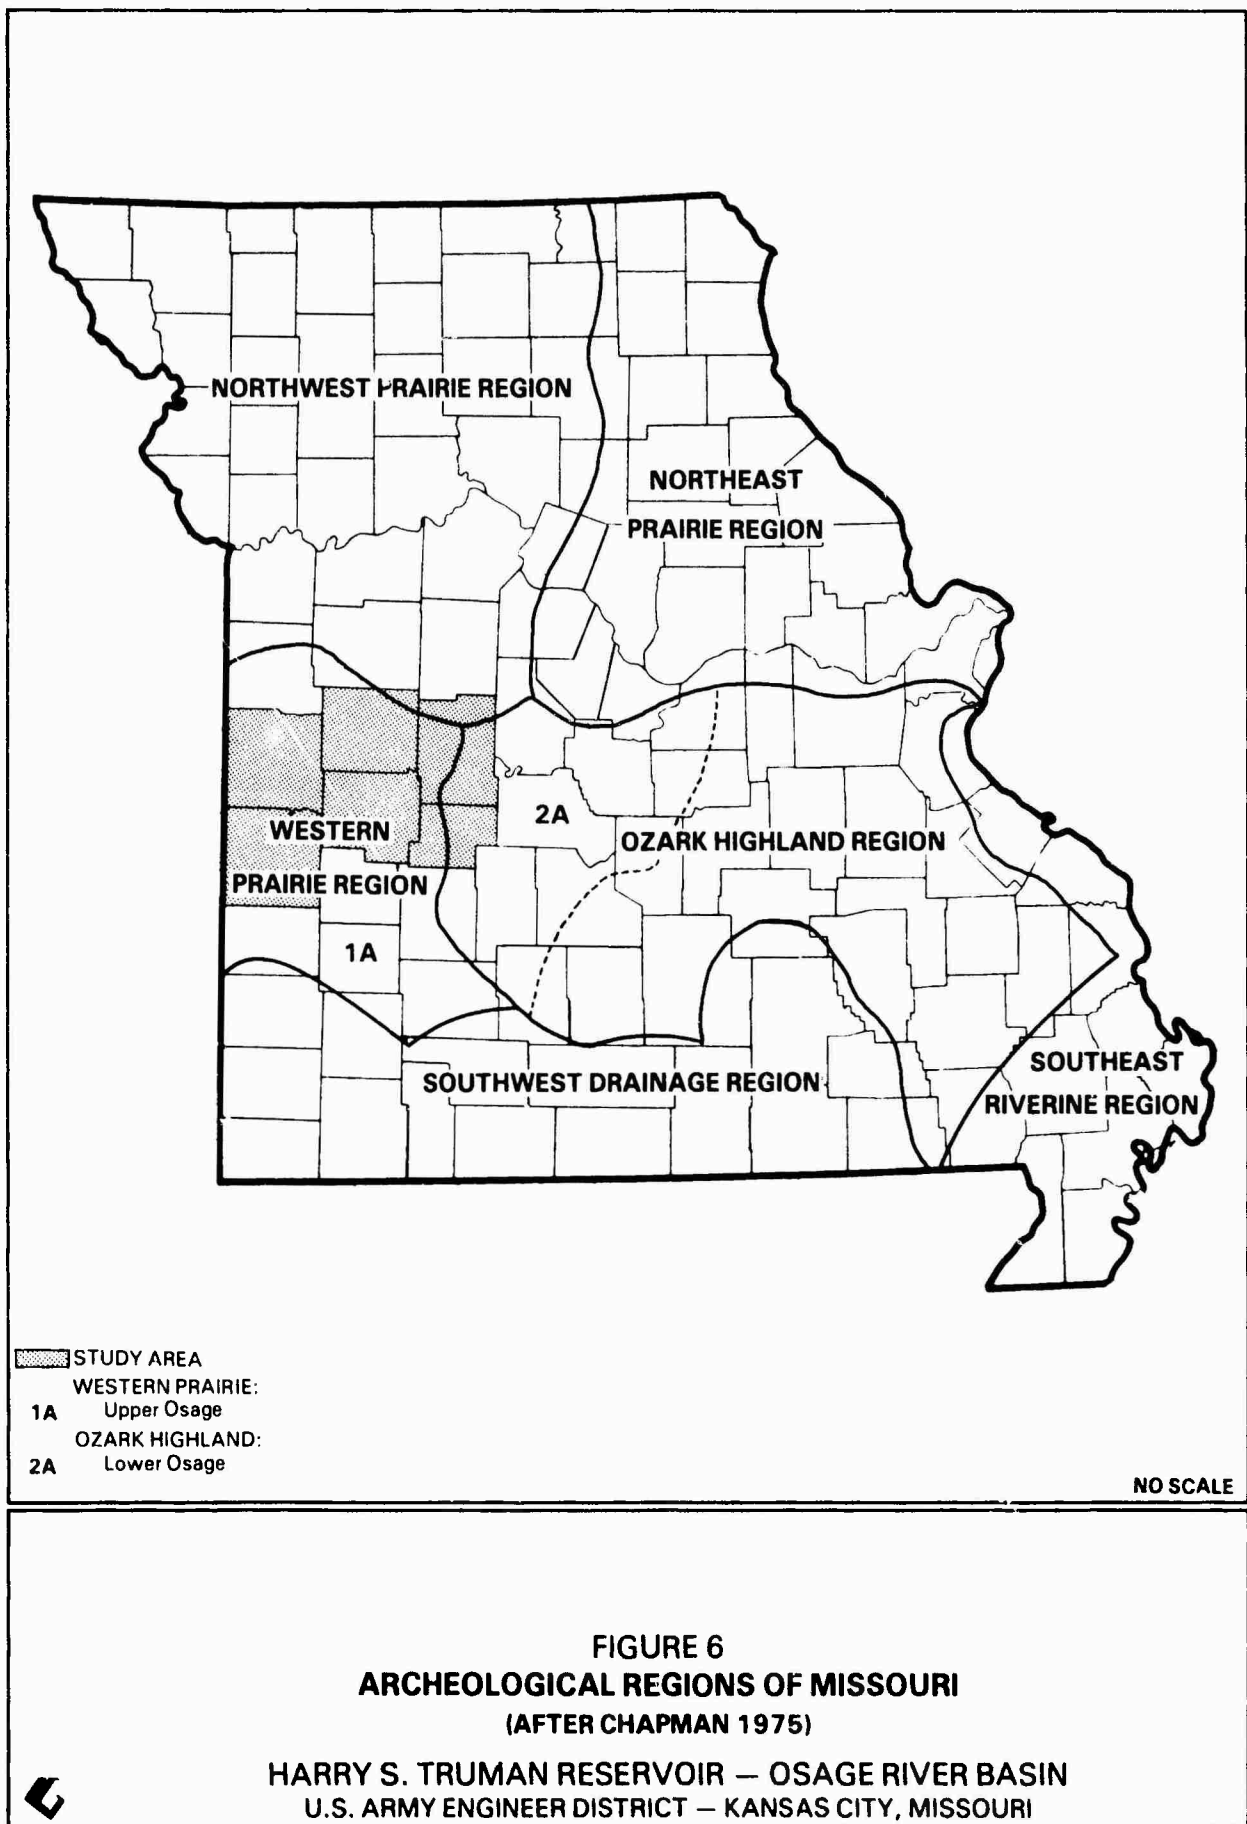 NORTHWEST PRAIRIE REGION
NORTHEAST
PRAIRIE REGION
2A
WESTERN
OZARK HIGHLAND REGION
PRAIRIE REGION
1A
SOUTHEAST
SOUTHWEST DRAINAGE REGION
RIVERINE REGION
STUDY AREA
WESTERN PRAIRIE:
1A Upper Osage
OZARK HIGHLAND:
2A Lower Osage
NO SCALE
FIGURE 6
ARCHEOLOGICAL REGIONS OF MISSOURI
(AFTER CHAPMAN 1975)
HARRY S. TRUMAN RESERVOIR — OSAGE RIVER BASIN
U.S. ARMY ENGINEER DISTRICT — KANSAS CITY, MISSOURI